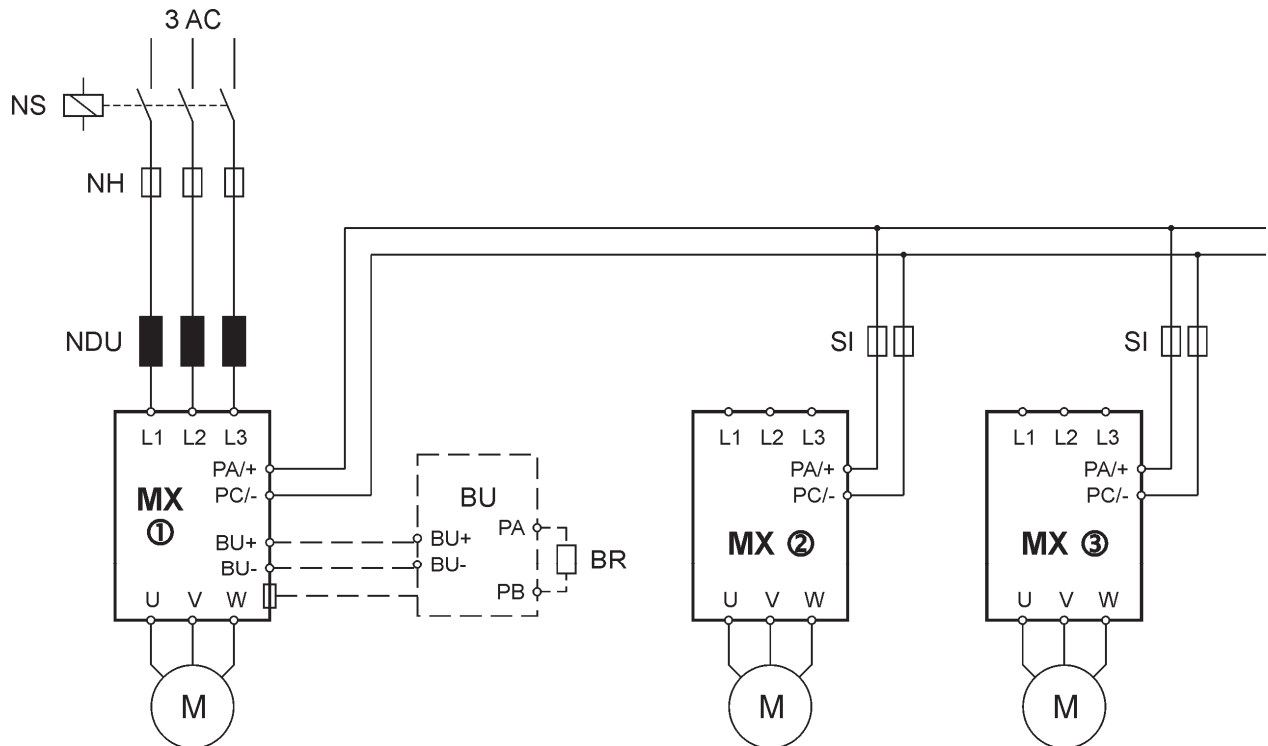 3 AC
NS
NH
NDU
SI
SI
L1 L2 L3
PA/+
PC/-
MX
①
BU+
BU-
U V W
M
BU
BU+
BU-
PA
PB
BR
L1 L2 L3
PA/+
PC/-
MX ②
U V W
M
L1 L2 L3
PA/+
PC/-
MX ③
U V W
M